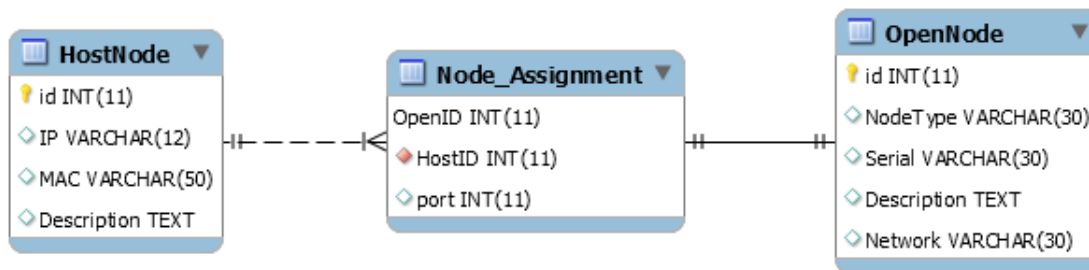 HostNode
id INT(11)
IP VARCHAR(12)
MAC VARCHAR(50)
Description TEXT
Node_Assignment
OpenID INT(11)
HostID INT(11)
port INT(11)
OpenNode
id INT(11)
NodeType VARCHAR(30)
Serial VARCHAR(30)
Description TEXT
Network VARCHAR(30)